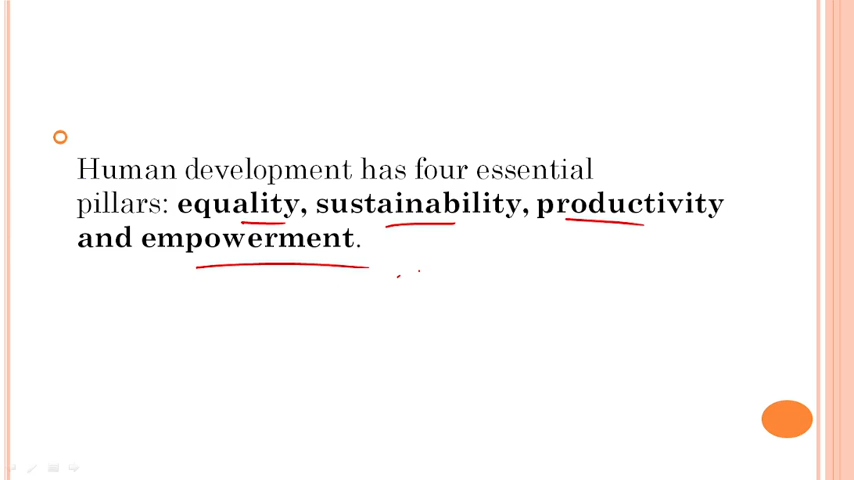 Human development has four essential
pillars: equality, sustainability, productivity
and empowerment.